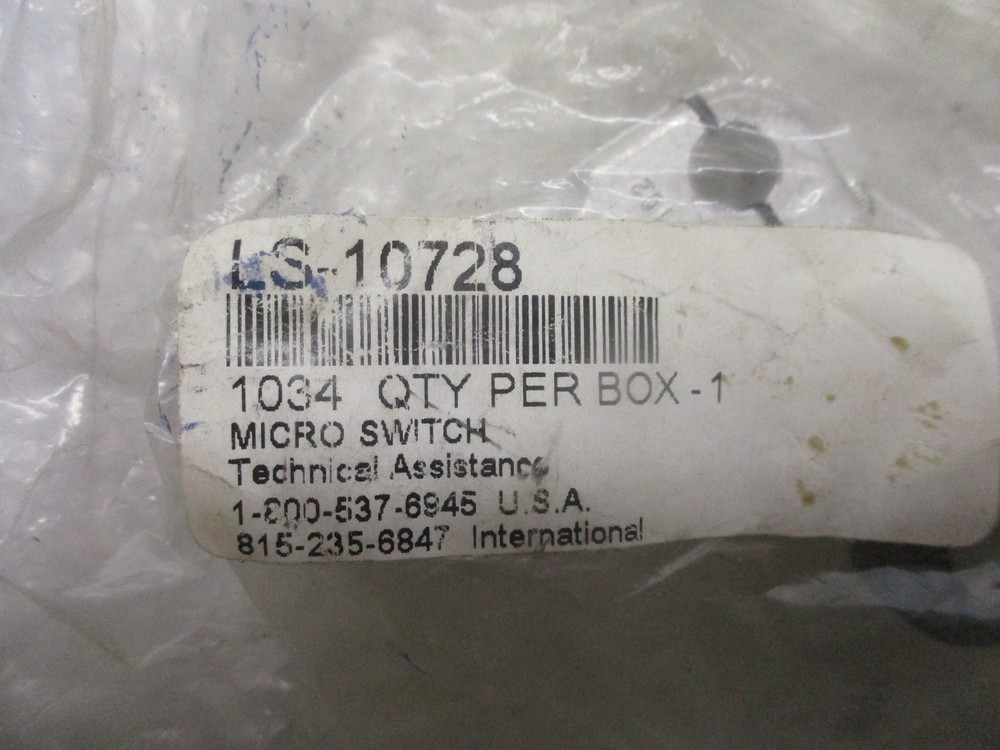 LS-10728
1034 QTY PER BOX -1
MICRO SWITCH
Technical Assistance
1-800-537-6945 U.S.A.
815-235-6847 International